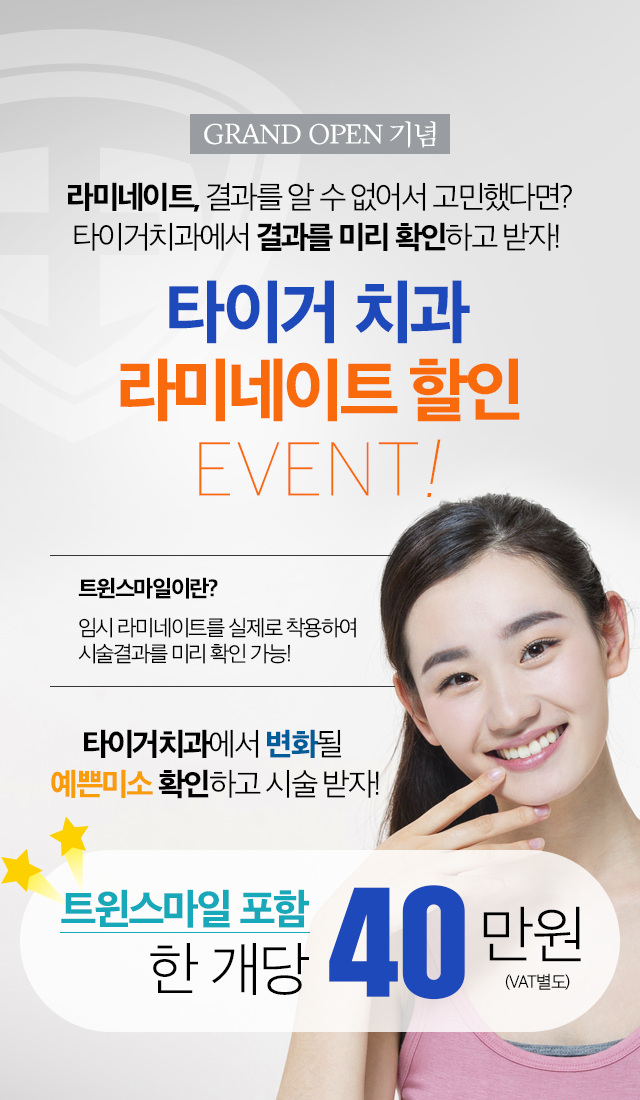 GRAND OPEN 기념
라미네이트, 결과를 알 수 없어서 고민했다면?
타이거치과에서 결과를 미리 확인하고 받자!
타이거 치과
라미네이트 할인
EVENT!
트윈스마일이란?
임시 라미네이트를 실제로 착용하여
시술결과를 미리 확인 가능!
타이거치과에서 변화될
예쁜미소 확인하고 시술 받자!
트윈스마일 포함
한 개당 40만원
(VAT별도)